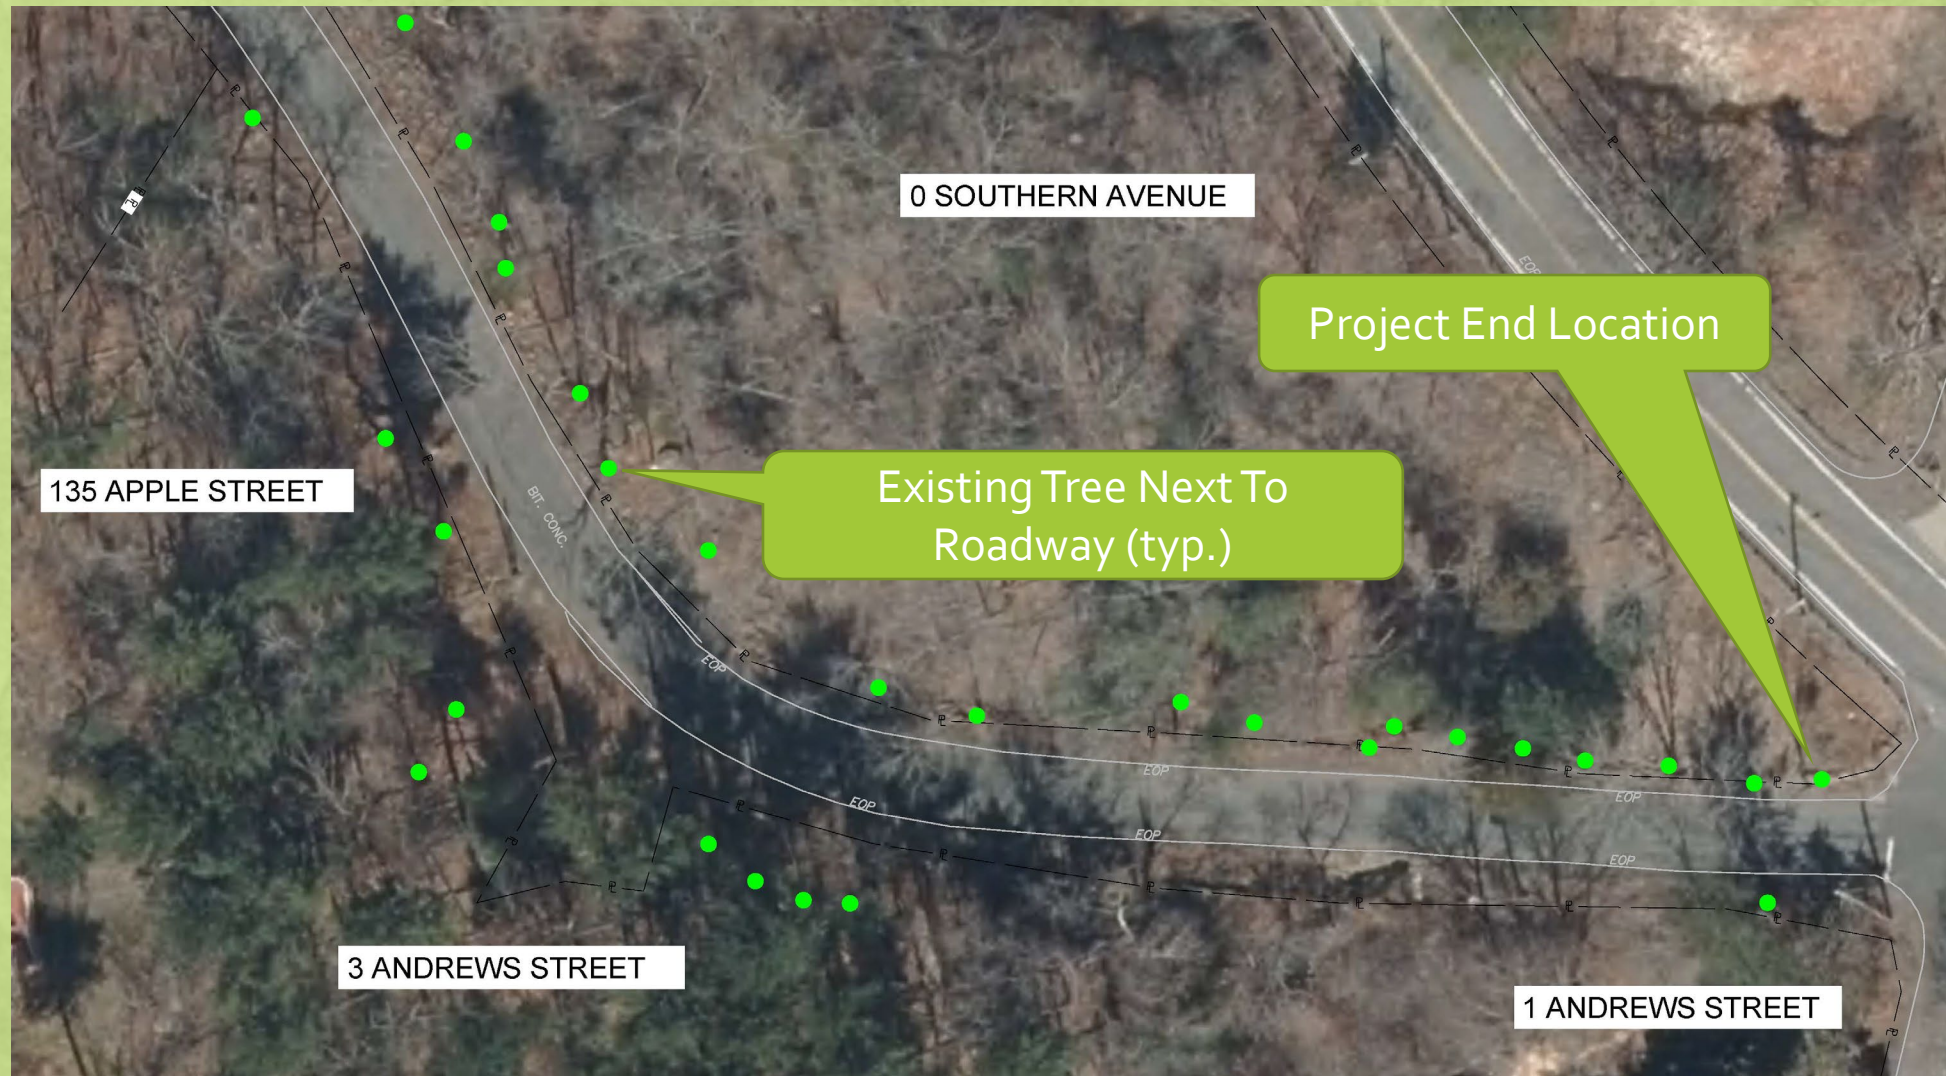 0 SOUTHERN AVENUE
EOP
Project End Location
135 APPLE STREET
BIT. CONC.
Existing Tree Next To
Roadway (typ.)
EOP
EOP
EOP
EOP
EOP
EOP
3 ANDREWS STREET
1 ANDREWS STREET